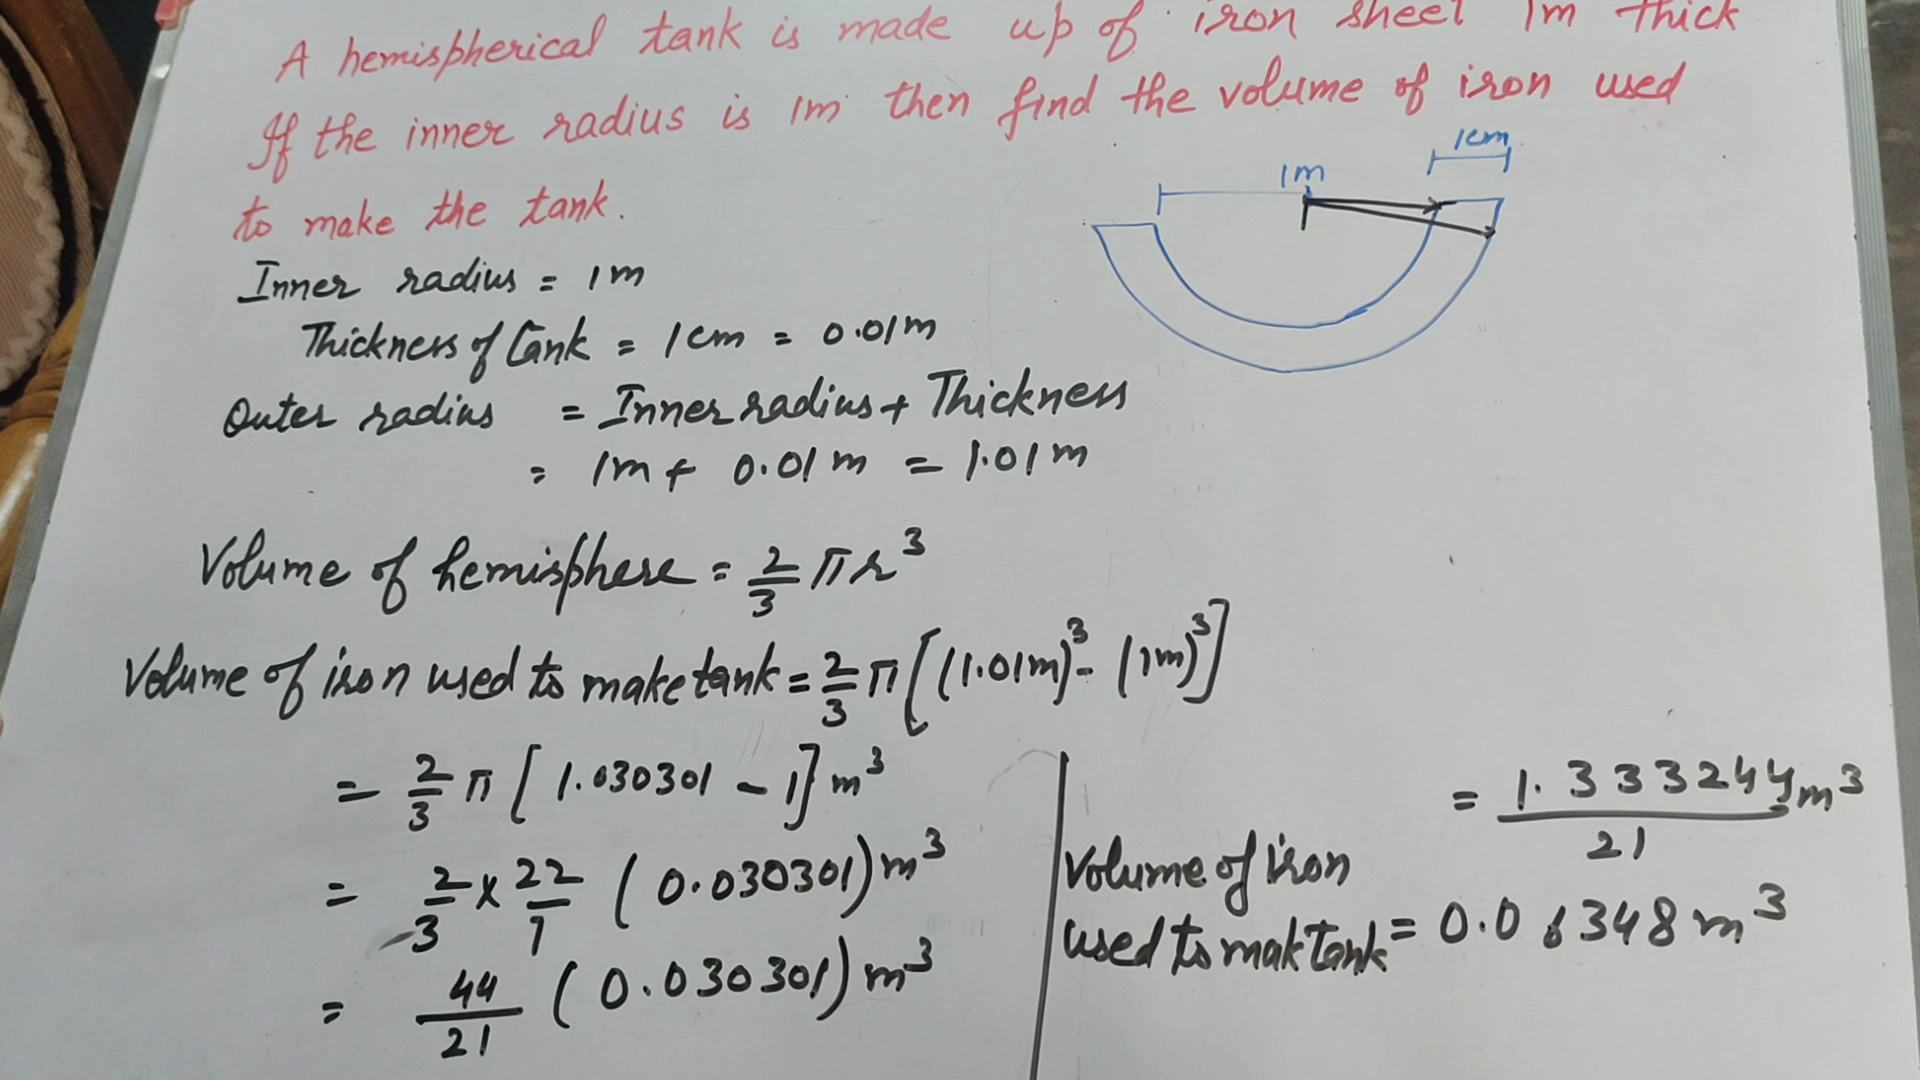 A hemispherical tank is made up of iron sheet 1m thick
If the inner radius is 1m then find the volume of iron used
to make the tank.
1cm
1m
Inner radius = 1m
Thickness of tank = 1cm = 0.01m
Outer radius = Inner radius + Thickness
= 1m + 0.01m = 1.01m
Volume of hemisphere = 2/3 πr³
Volume of iron used to make tank = 2/3 π[(1.01m)³ - (1m)³]
= 2/3 π [1.030301 - 1] m³
= 2/3 × 22/7 (0.030301) m³
= 44/21 (0.030301) m³
= 1.333244 m³ / 21
Volume of iron
used to mak tank = 0.06348 m³